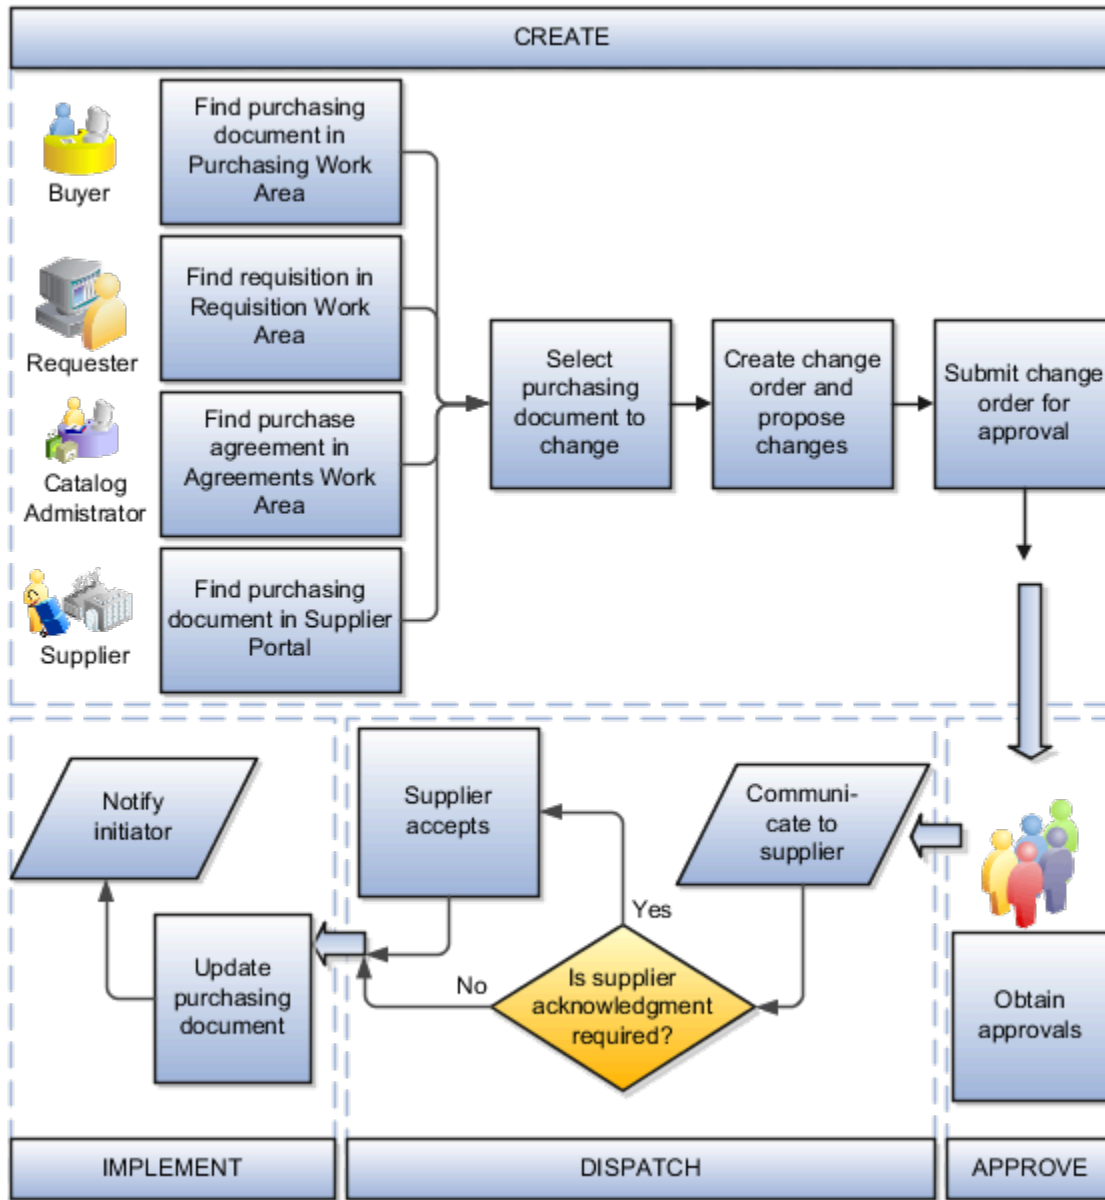 CREATE
Find purchasing
document in
Purchasing Work
Area
Buyer
Find requisition in
Requisition Work
Area
Requester
Find purchase
agreement in
Agreements Work
Area
Catalog
Admistrator
Find purchasing
document in Supplier
Portal
Supplier
Select
purchasing
document to
change
Create change
order and
propose
changes
Submit change
order for
approval
Obtain
approvals
Communi-
cate to
supplier
Is supplier
acknowledgment
required?
Yes
No
Supplier
accepts
Update
purchasing
document
Notify
initiator
IMPLEMENT
DISPATCH
APPROVE